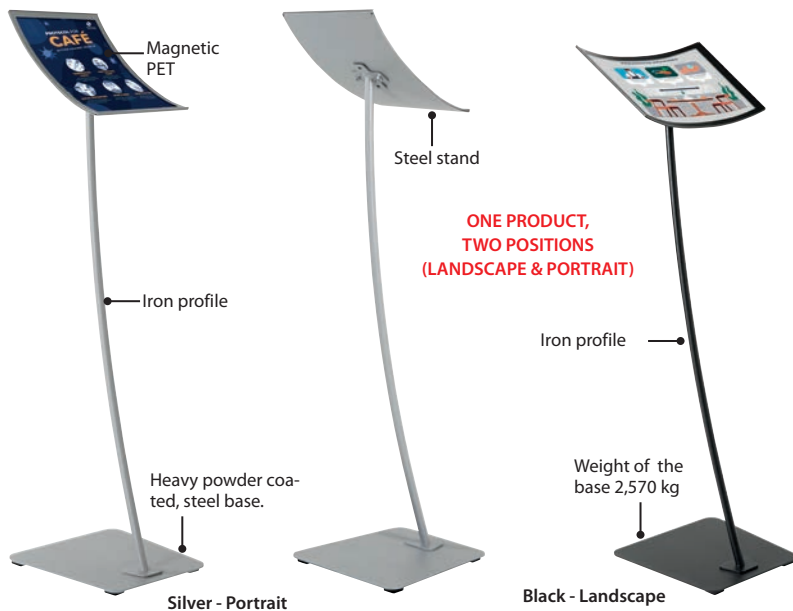 CAFÉ
Magnetic
PET
Steel stand
ONE PRODUCT,
TWO POSITIONS
(LANDSCAPE & PORTRAIT)
Iron profile
Iron profile
Heavy powder coa-
ted, steel base.
Weight of the
base 2,570 kg
Silver - Portrait
Black - Landscape